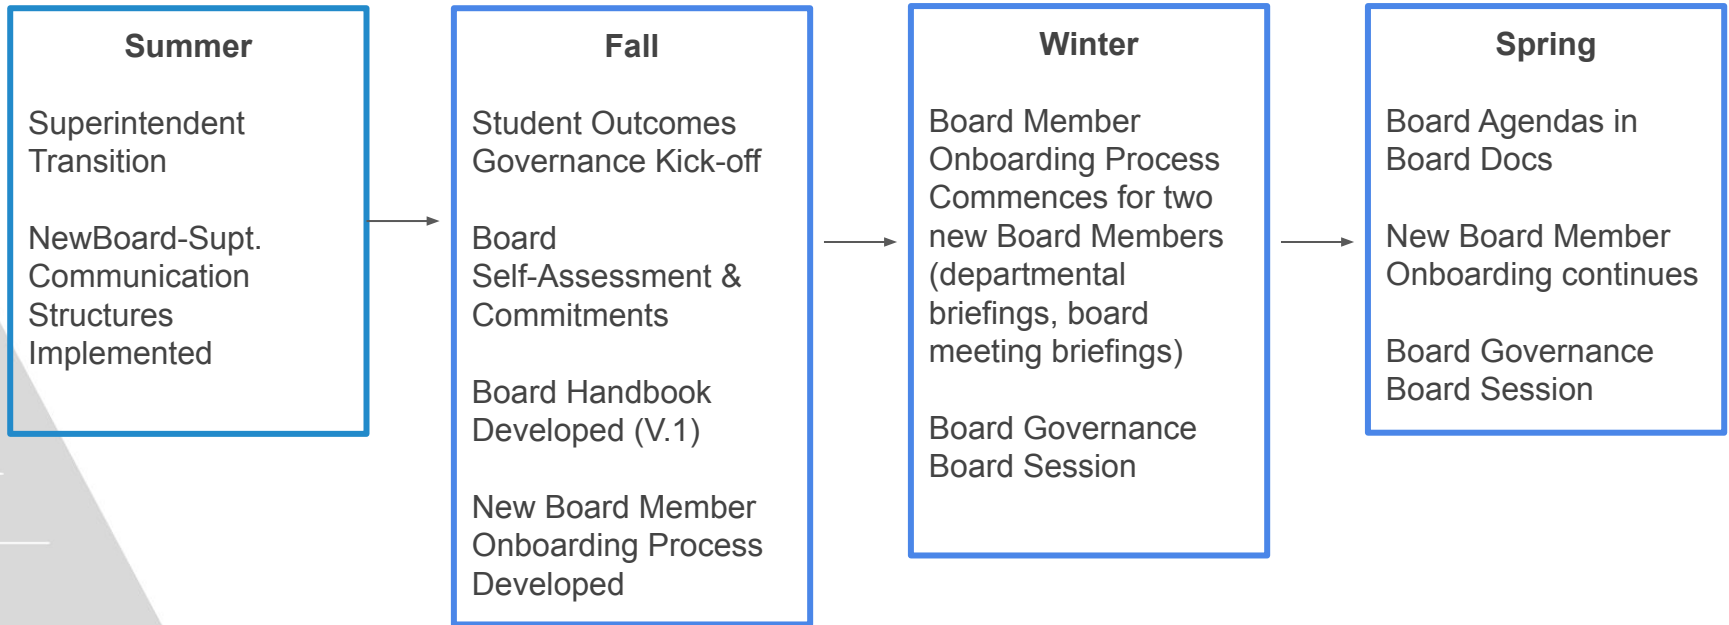 Summer
Superintendent
Transition
NewBoard-Supt.
Communication
Structures
Implemented
Fall
Student Outcomes
Governance Kick-off
Board
Self-Assessment &
Commitments
Board Handbook
Developed (V.1)
New Board Member
Onboarding Process
Developed
Winter
Board Member
Onboarding Process
Commences for two
new Board Members
(departmental
briefings, board
meeting briefings)
Board Governance
Board Session
Spring
Board Agendas in
Board Docs
New Board Member
Onboarding continues
Board Governance
Board Session